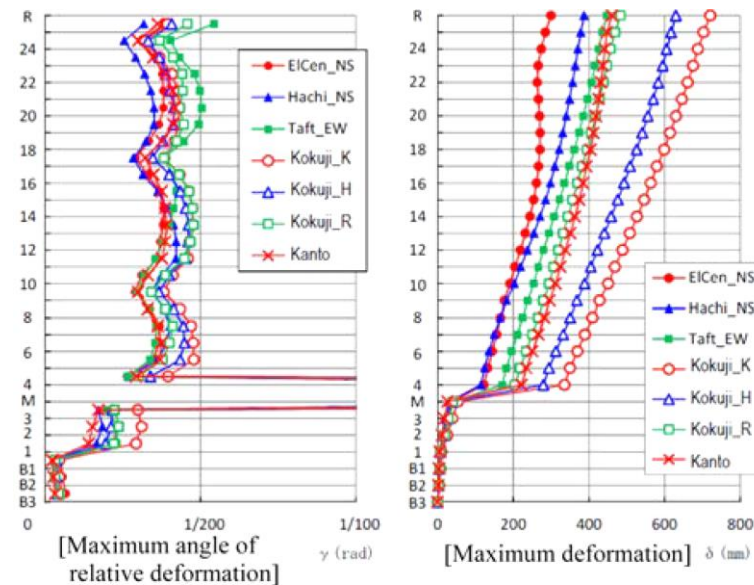 R
24
22
20
18
16
14
12
10
8
6
4
M
3
2
1
B1
B2
B3
ElCen_NS
Hachi_NS
Taft_EW
Kokuji_K
Kokuji_H
Kokuji_R
Kanto
0
1/200
1/100
[Maximum angle of
relative deformation]
γ (rad)
R
24
22
20
18
16
14
12
10
8
6
4
M
3
2
1
B1
B2
B3
ElCen_NS
Hachi_NS
Taft_EW
Kokuji_K
Kokuji_H
Kokuji_R
Kanto
0
200
400
600
800
[Maximum deformation]
δ (mm)